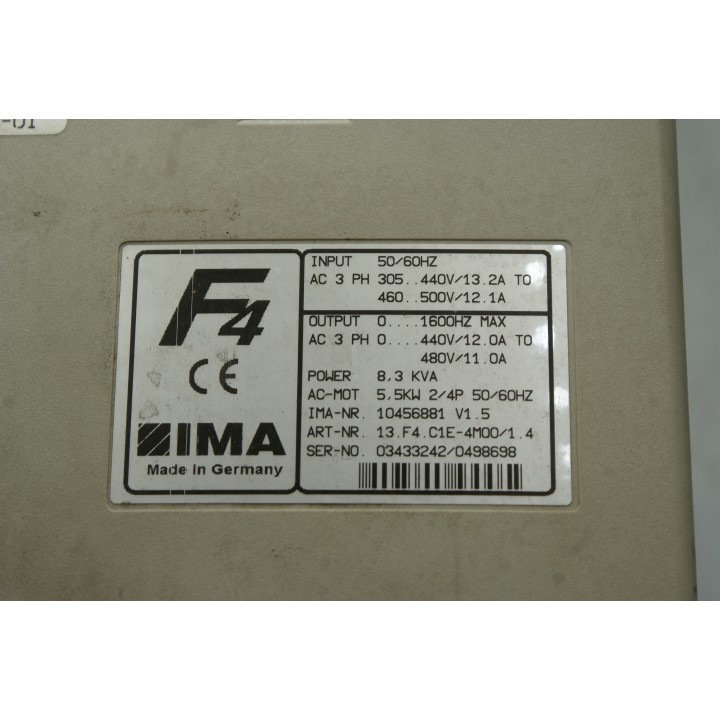 -01
F4
CE
IMA
Made in Germany
INPUT 50/60HZ
AC 3 PH 305..440V/13.2A TO
460..500V/12.1A
OUTPUT 0....1600HZ MAX
AC 3 PH 0....440V/12.0A TO
480V/11.0A
POWER 8,3 KVA
AC-MOT 5,5KW 2/4P 50/60HZ
IMA-NR. 10456881 V1.5
ART-NR. 13.F4.C1E-4M00/1.4
SER-NO. 03433242/0498698